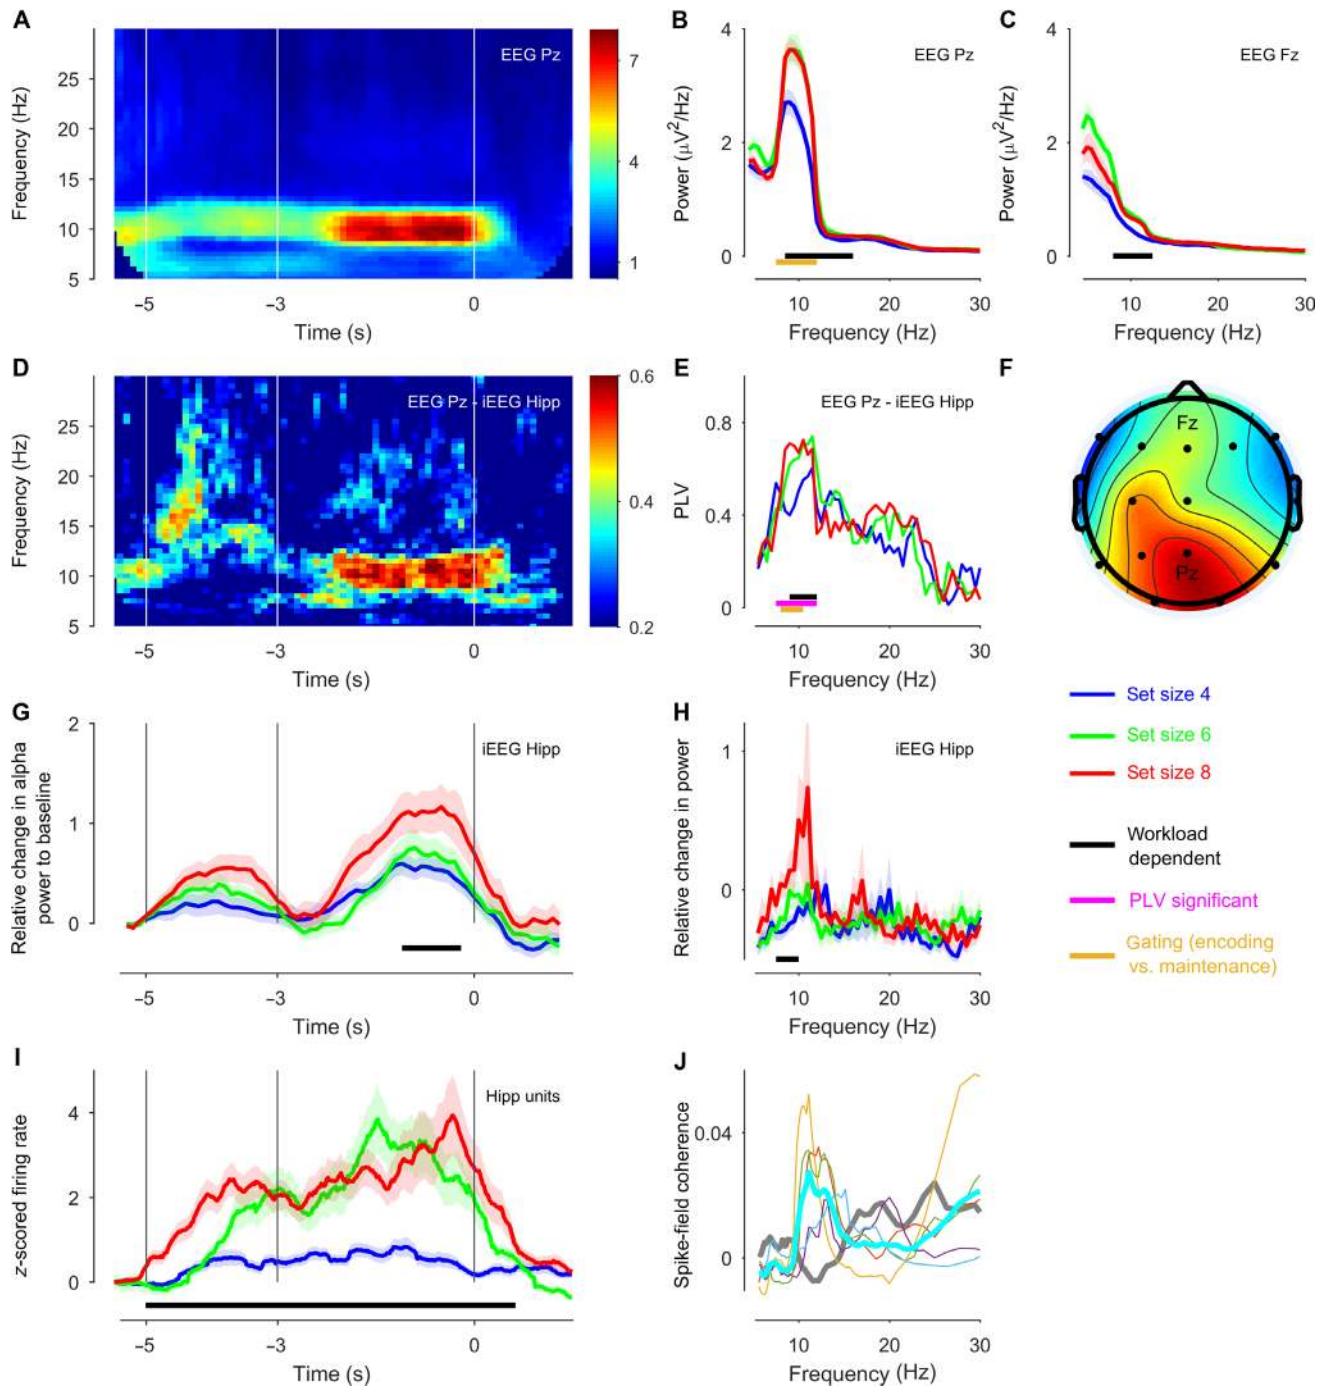 A
EEG Pz
Frequency (Hz)
25
20
15
10
5
–5
–3
0
Time (s)
7
4
1
B
EEG Pz
Power (μV²/Hz)
4
2
0
10
20
30
Frequency (Hz)
C
EEG Fz
Power (μV²/Hz)
4
2
0
10
20
30
Frequency (Hz)
D
EEG Pz - iEEG Hipp
Frequency (Hz)
25
20
15
10
5
–5
–3
0
Time (s)
0.6
0.4
0.2
E
EEG Pz - iEEG Hipp
PLV
0.8
0.4
0
10
20
30
Frequency (Hz)
F
Fz
Pz
Set size 4
Set size 6
Set size 8
Workload
dependent
PLV significant
Gating (encoding
vs. maintenance)
G
iEEG Hipp
Relative change in alpha
power to baseline
2
1
0
–5
–3
0
Time (s)
H
iEEG Hipp
Relative change in power
1
0
10
20
30
Frequency (Hz)
I
Hipp units
z-scored firing rate
4
2
0
–5
–3
0
Time (s)
J
Spike-field coherence
0.04
0
10
20
30
Frequency (Hz)